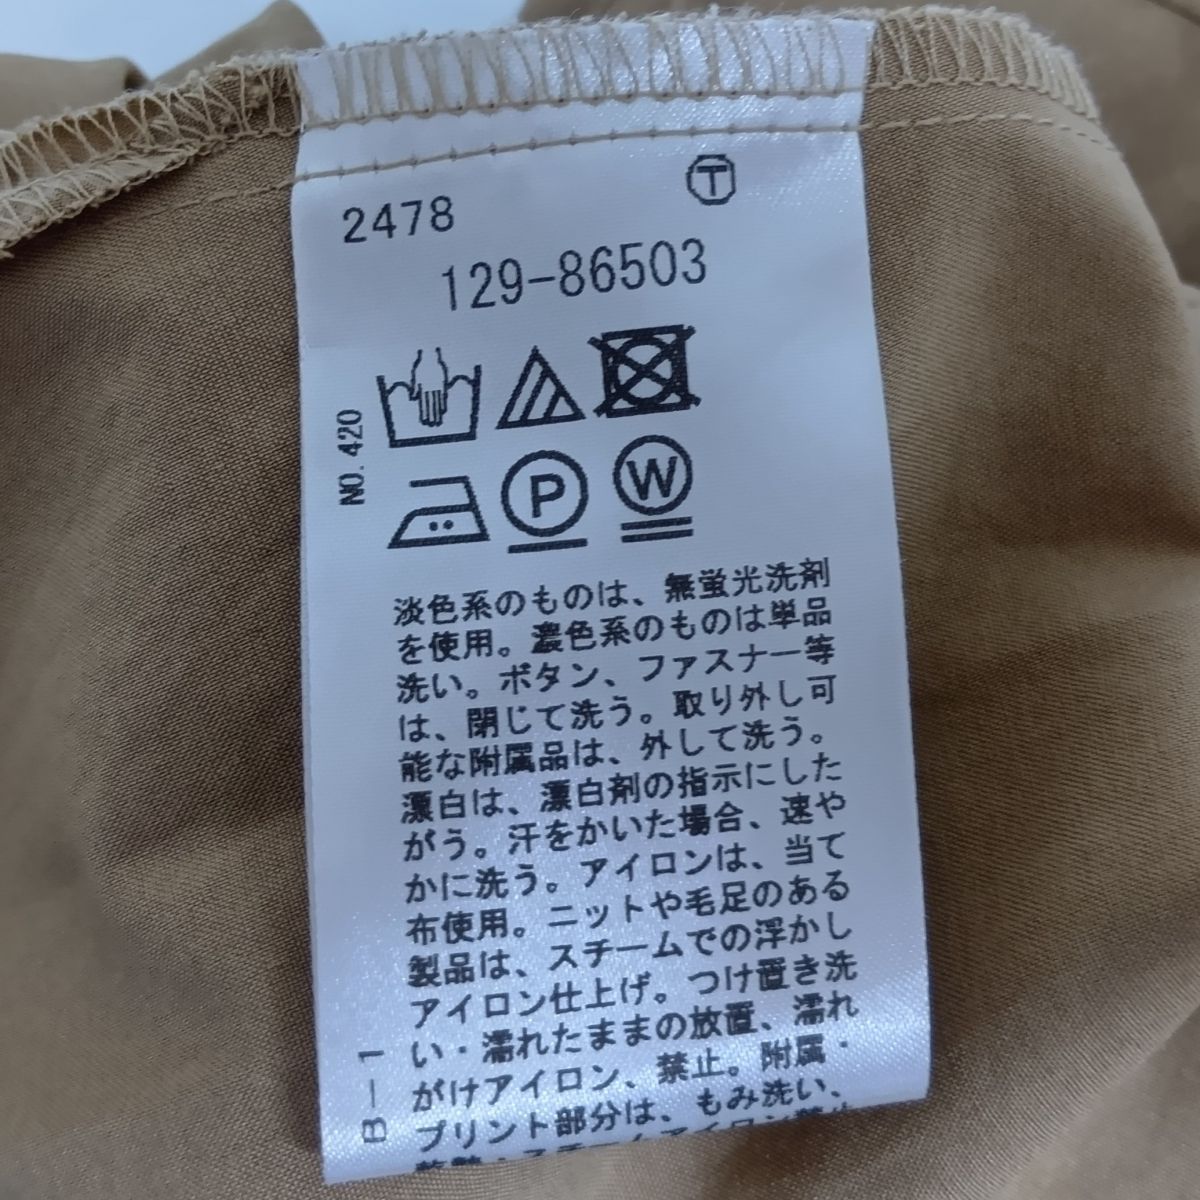 T
2478
129-86503
NO. 420
P W
淡色系のものは、無蛍光洗剤
を使用。濃色系のものは単品
洗い。ボタン、ファスナー等
は、閉じて洗う。取り外し可
能な附属品は、外して洗う。
漂白は、漂白剤の指示にした
がう。汗をかいた場合、速や
かに洗う。アイロンは、当て
布使用。ニットや毛足のある
製品は、スチームでの浮かし
アイロン仕上げ。つけ置き洗
い・濡れたままの放置、濡れ
がけアイロン、禁止。附属・
プリント部分は、もみ洗い、
B-1